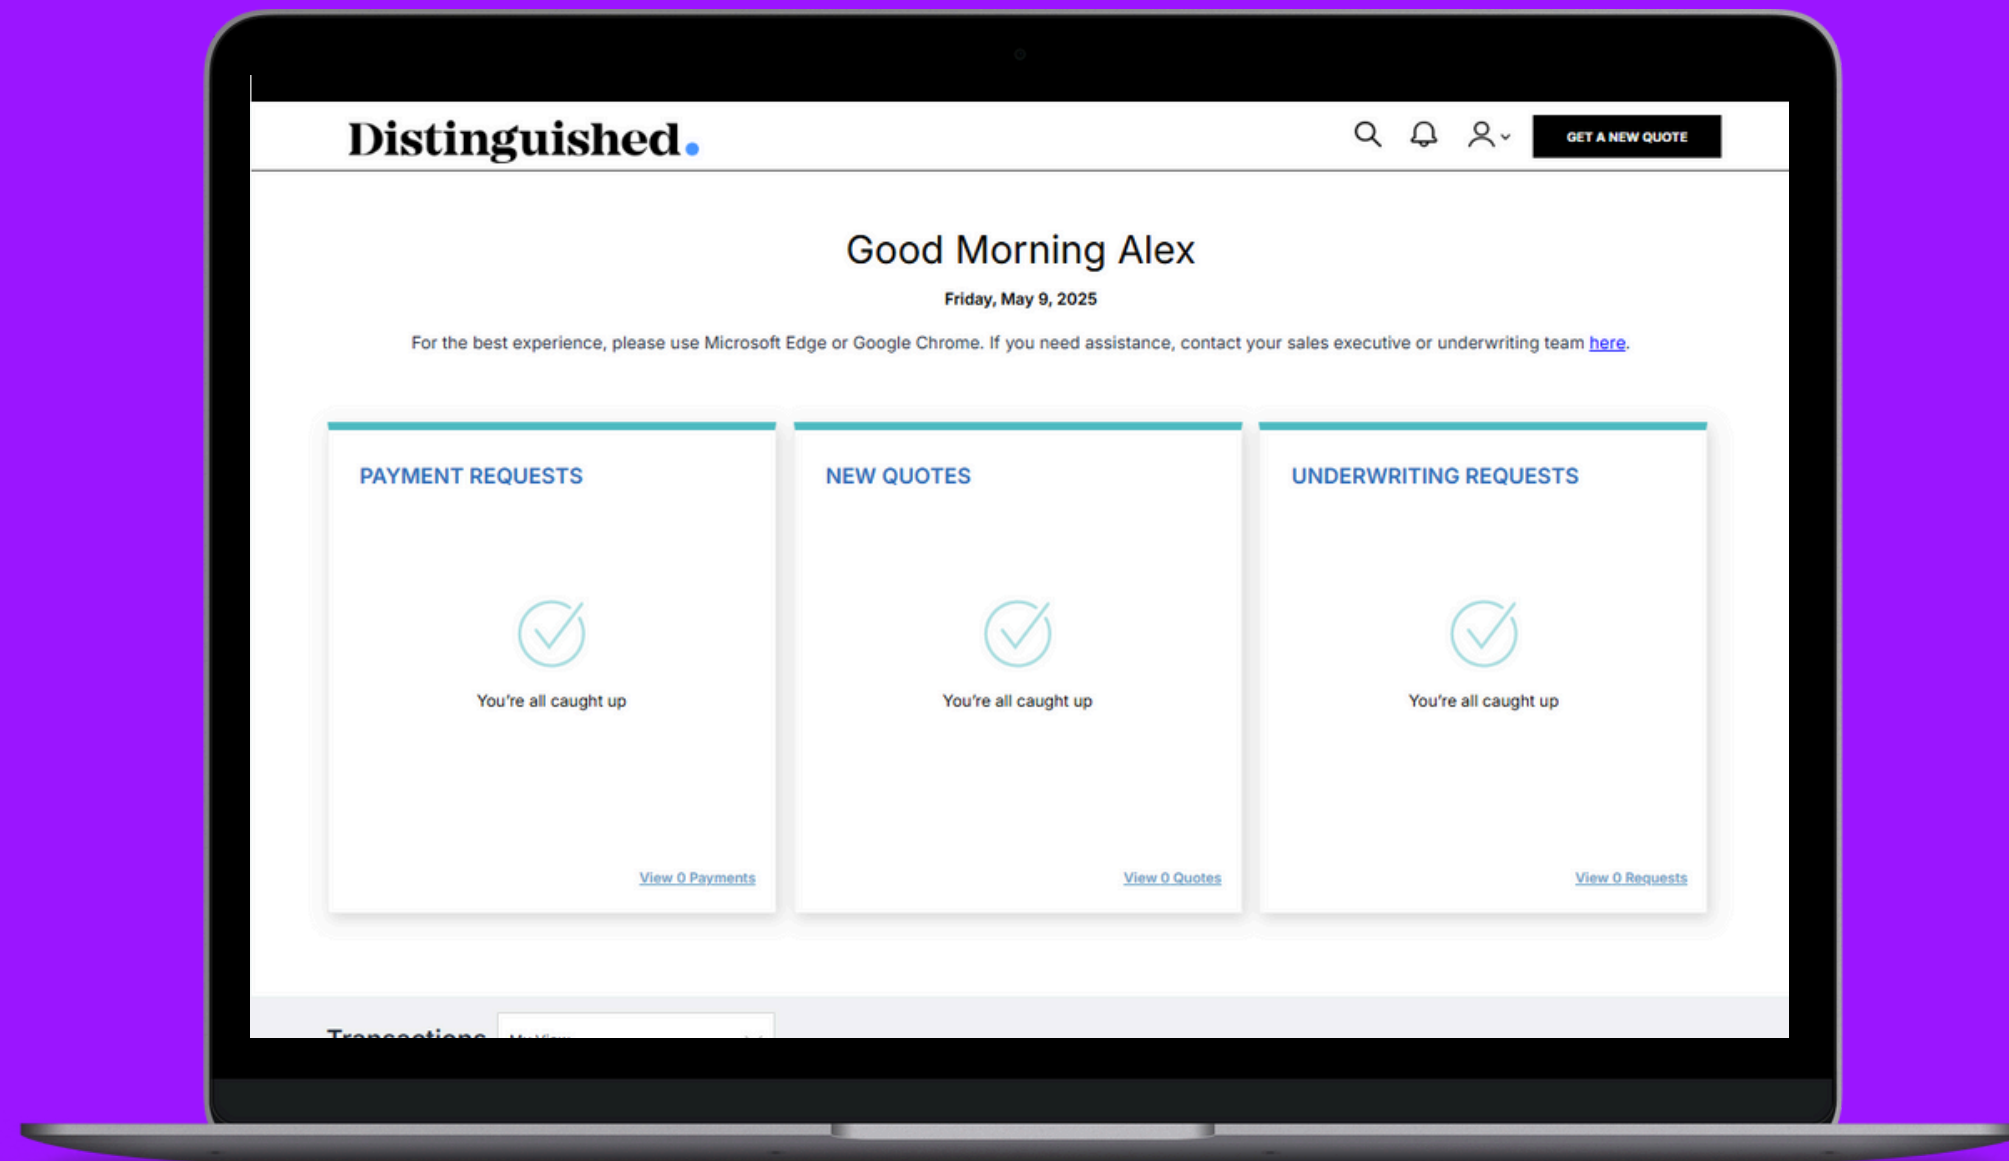 Distinguished.
GET A NEW QUOTE
Good Morning Alex
Friday, May 9, 2025
For the best experience, please use Microsoft Edge or Google Chrome. If you need assistance, contact your sales executive or underwriting team here.
PAYMENT REQUESTS
You're all caught up
View 0 Payments
NEW QUOTES
You're all caught up
View 0 Quotes
UNDERWRITING REQUESTS
You're all caught up
View 0 Requests
Transactions
My View